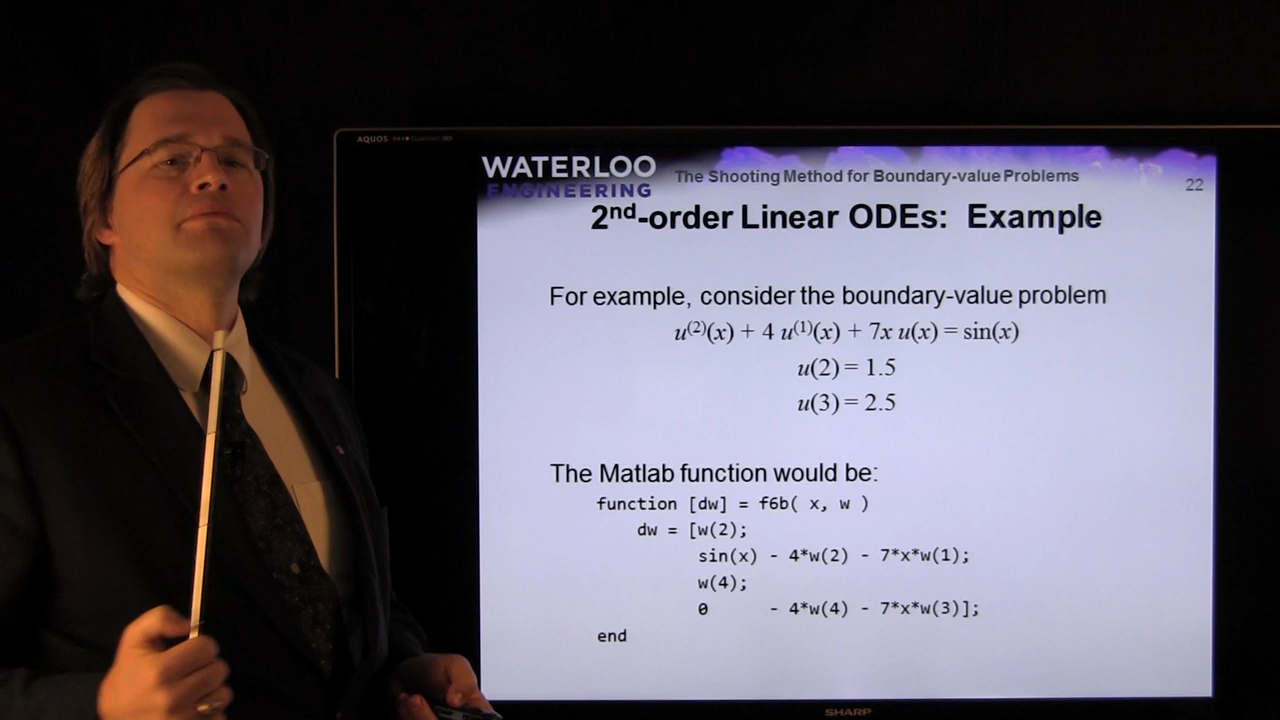 AQUOS
WATERLOO
ENGINEERING
The Shooting Method for Boundary-value Problems
22
2nd-order Linear ODEs: Example
For example, consider the boundary-value problem
u(2)(x) + 4 u(1)(x) + 7x u(x) = sin(x)
u(2) = 1.5
u(3) = 2.5
The Matlab function would be:
function [dw] = f6b( x, w )
dw = [w(2);
sin(x) - 4*w(2) - 7*x*w(1);
w(4);
0 - 4*w(4) - 7*x*w(3)];
end
SHARP